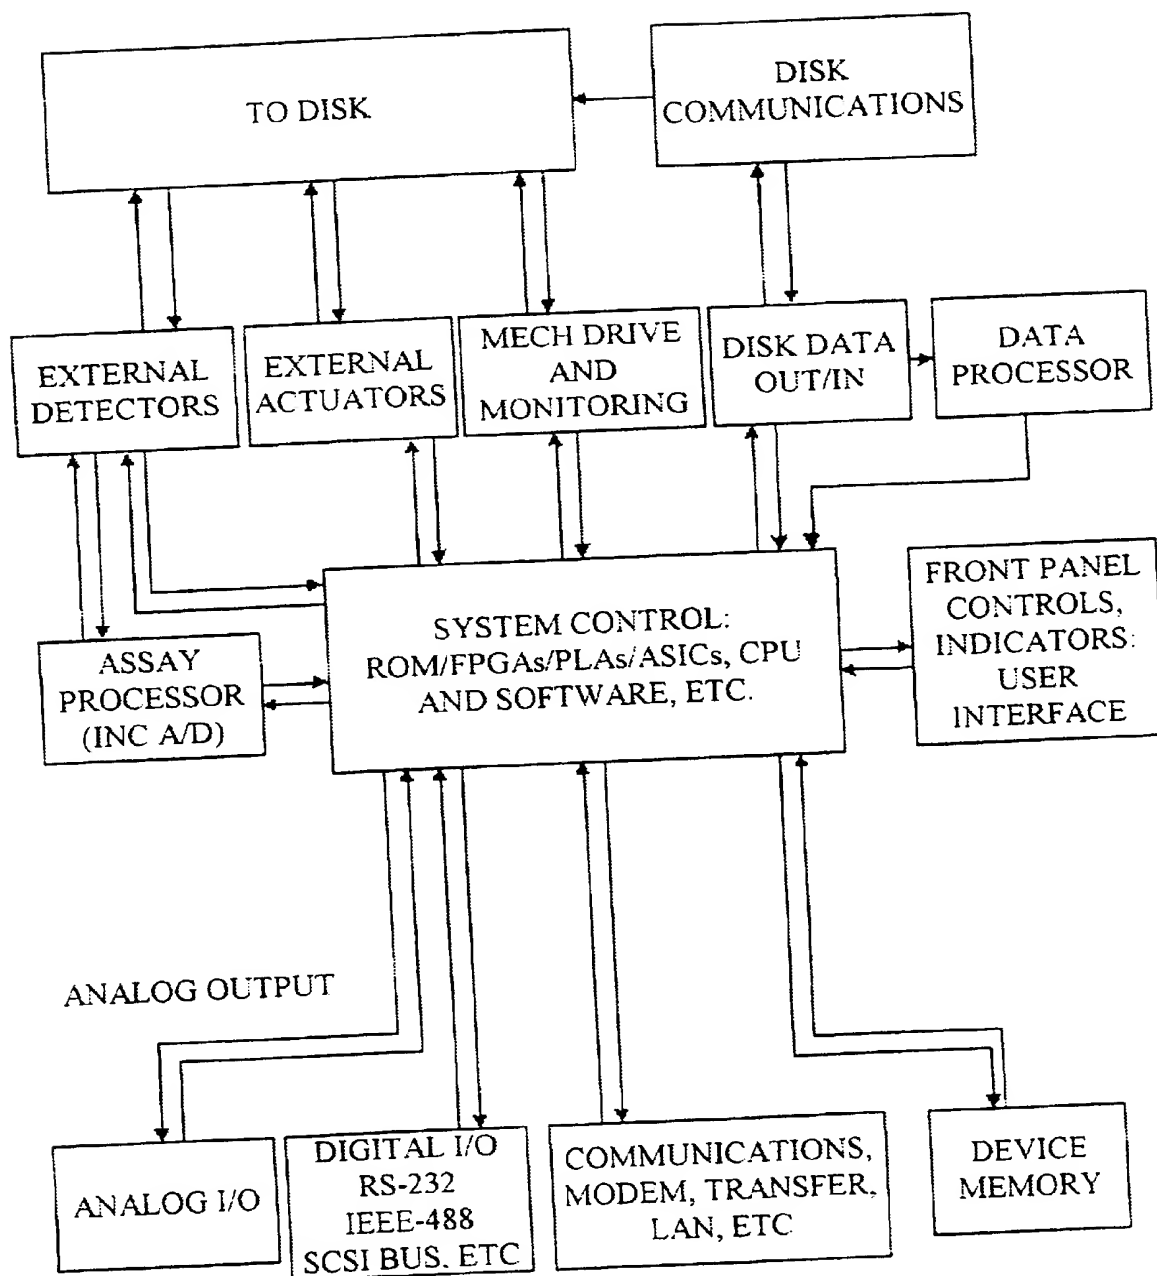 TO DISK
DISK
COMMUNICATIONS
EXTERNAL
DETECTORS
EXTERNAL
ACTUATORS
MECH DRIVE
AND
MONITORING
DISK DATA
OUT/IN
DATA
PROCESSOR
ASSAY
PROCESSOR
(INC A/D)
SYSTEM CONTROL:
ROM/FPGAs/PLAs/ASICs, CPU
AND SOFTWARE, ETC.
FRONT PANEL
CONTROLS,
INDICATORS:
USER
INTERFACE
ANALOG OUTPUT
ANALOG I/O
DIGITAL I/O
RS-232
IEEE-488
SCSI BUS. ETC
COMMUNICATIONS,
MODEM, TRANSFER,
LAN, ETC
DEVICE
MEMORY